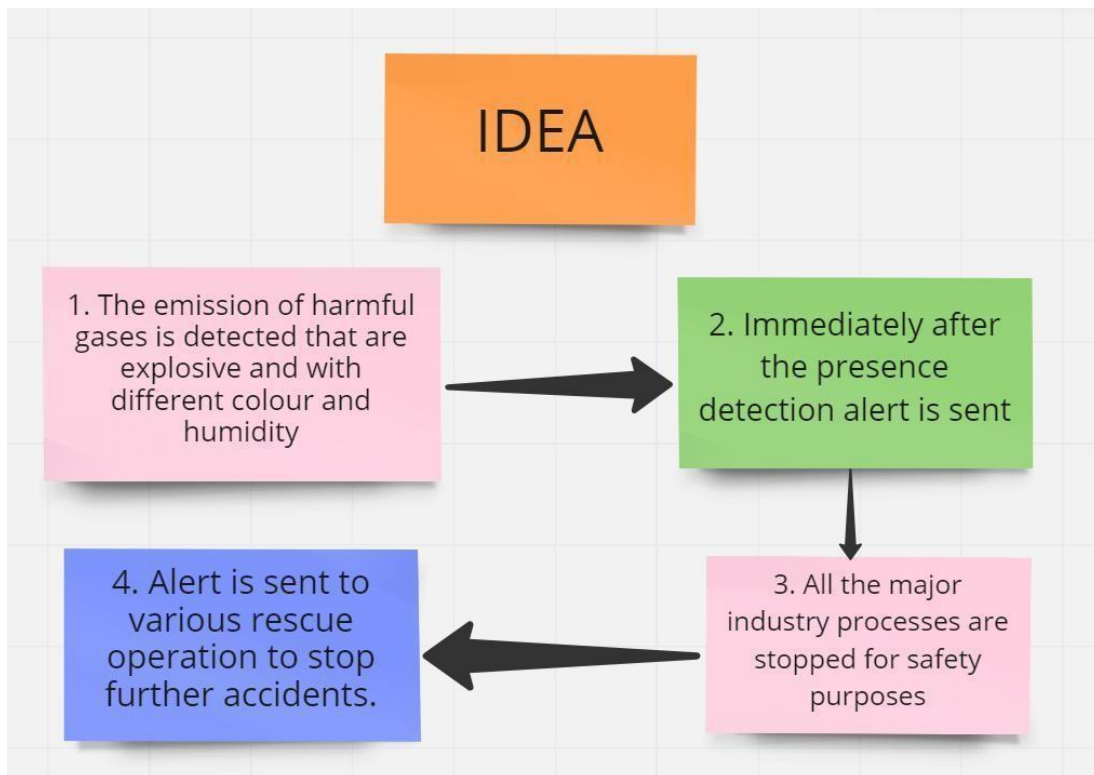 IDEA
1. The emission of harmful
gases is detected that are
explosive and with
different colour and
humidity
2. Immediately after
the presence
detection alert is sent
3. All the major
industry processes are
stopped for safety
purposes
4. Alert is sent to
various rescue
operation to stop
further accidents.